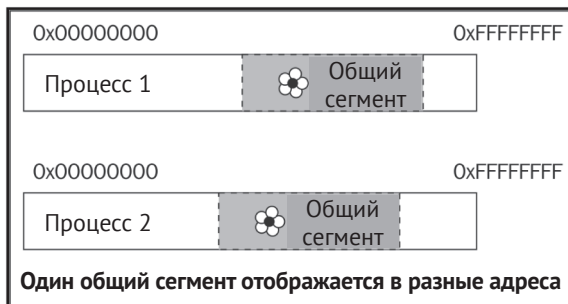 0x00000000 0xFFFFFFFF
Процесс 1
Общий
сегмент
0x00000000 0xFFFFFFFF
Процесс 2
Общий
сегмент
Один общий сегмент отображается в разные адреса